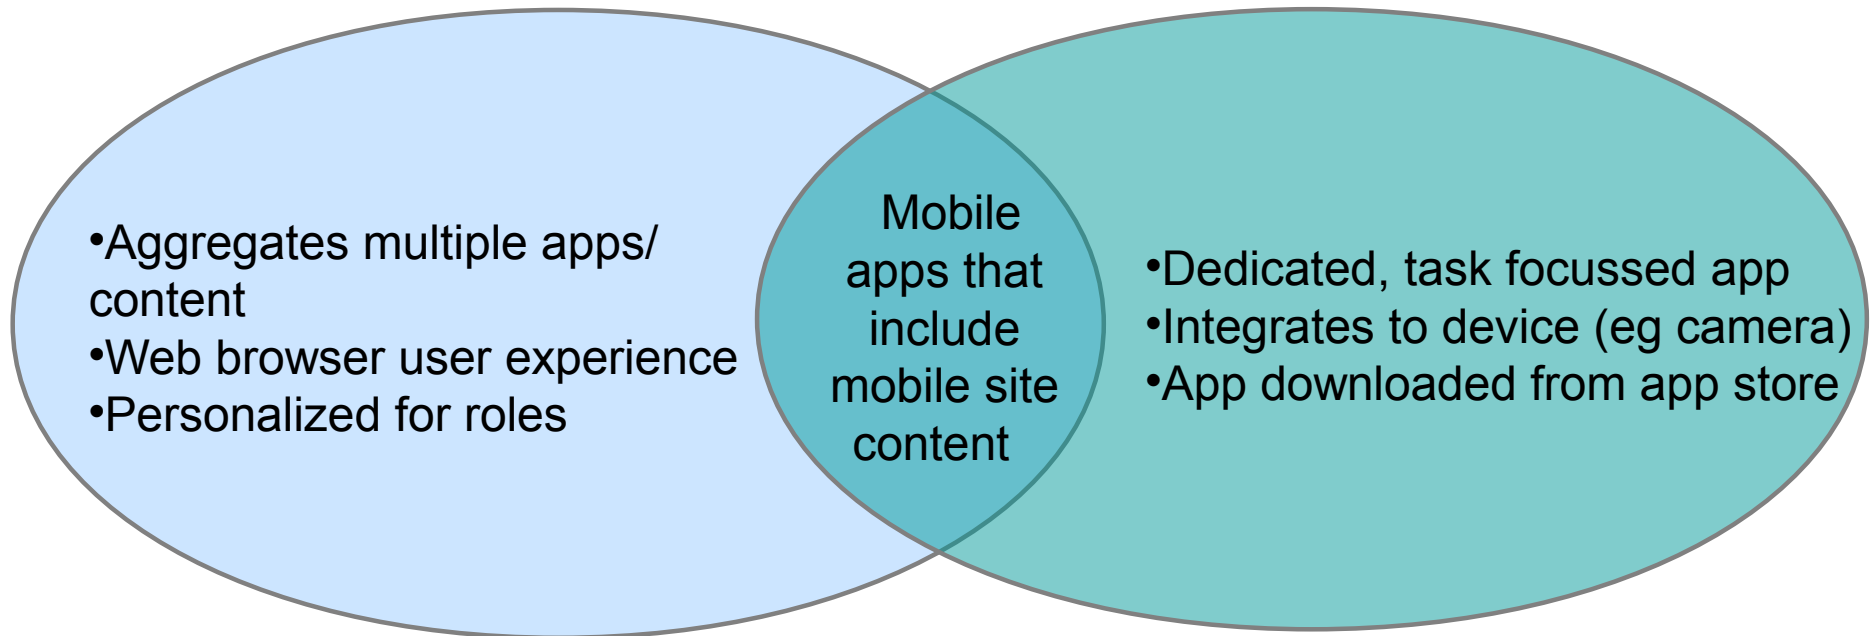 •Aggregates multiple apps/
content
•Web browser user experience
•Personalized for roles
Mobile
apps that
include
mobile site
content
•Dedicated, task focussed app
•Integrates to device (eg camera)
•App downloaded from app store